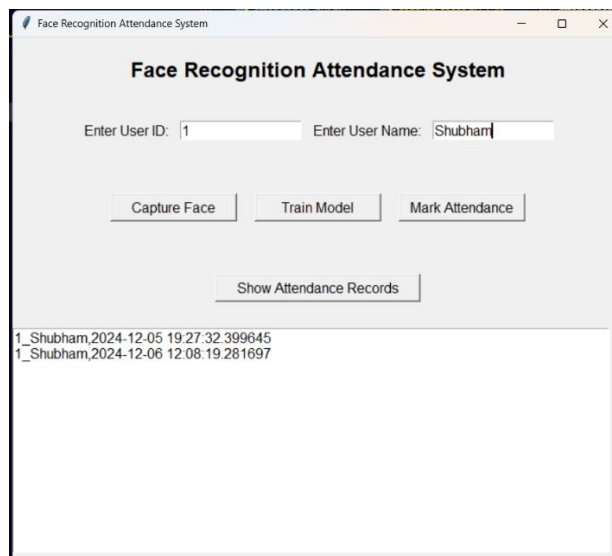 Face Recognition Attendance System
Face Recognition Attendance System
Enter User ID: 1 Enter User Name: Shubham
Capture Face Train Model Mark Attendance
Show Attendance Records
1_Shubham,2024-12-05 19:27:32.399645
1_Shubham,2024-12-06 12:08:19.281697